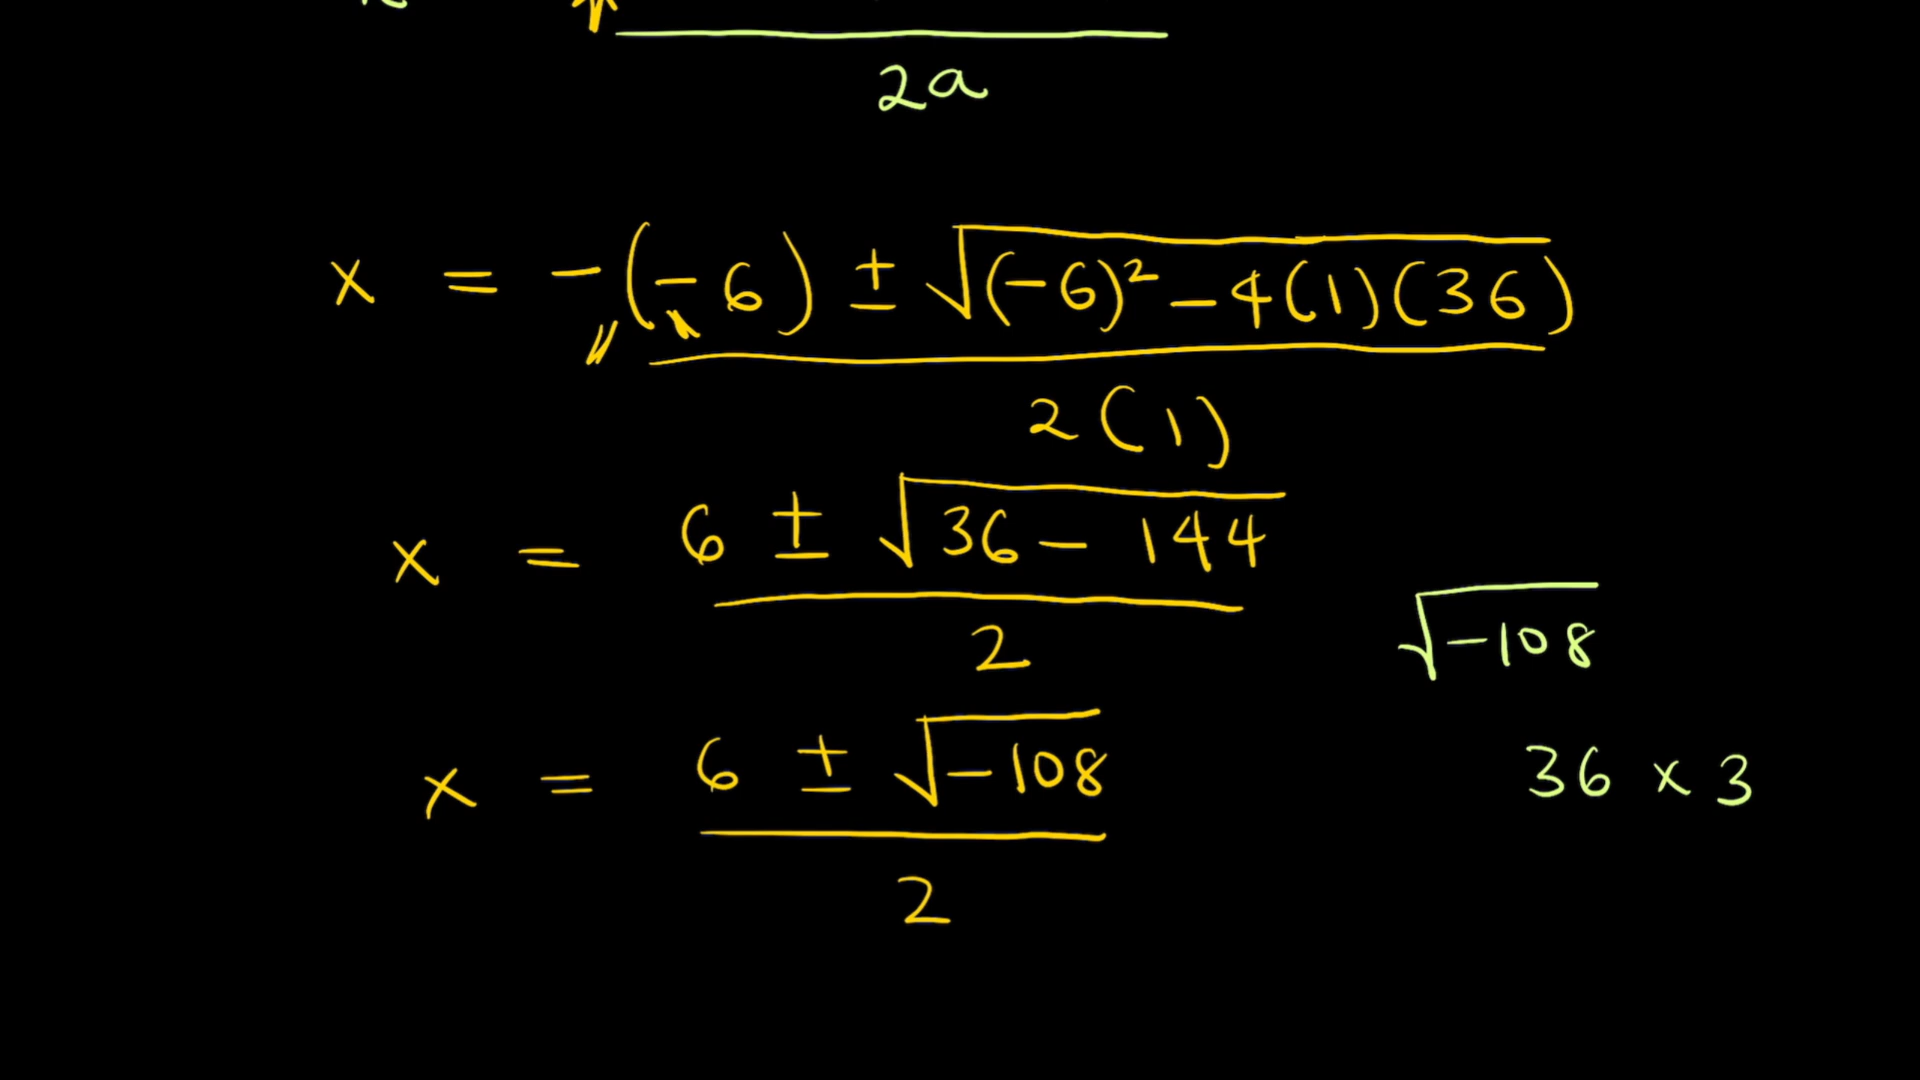 2a
x = -(-6) ± √(-6)² - 4(1)(36)
2(1)
x = 6 ± √36 - 144
2
√-108
x = 6 ± √-108
36 x 3
2